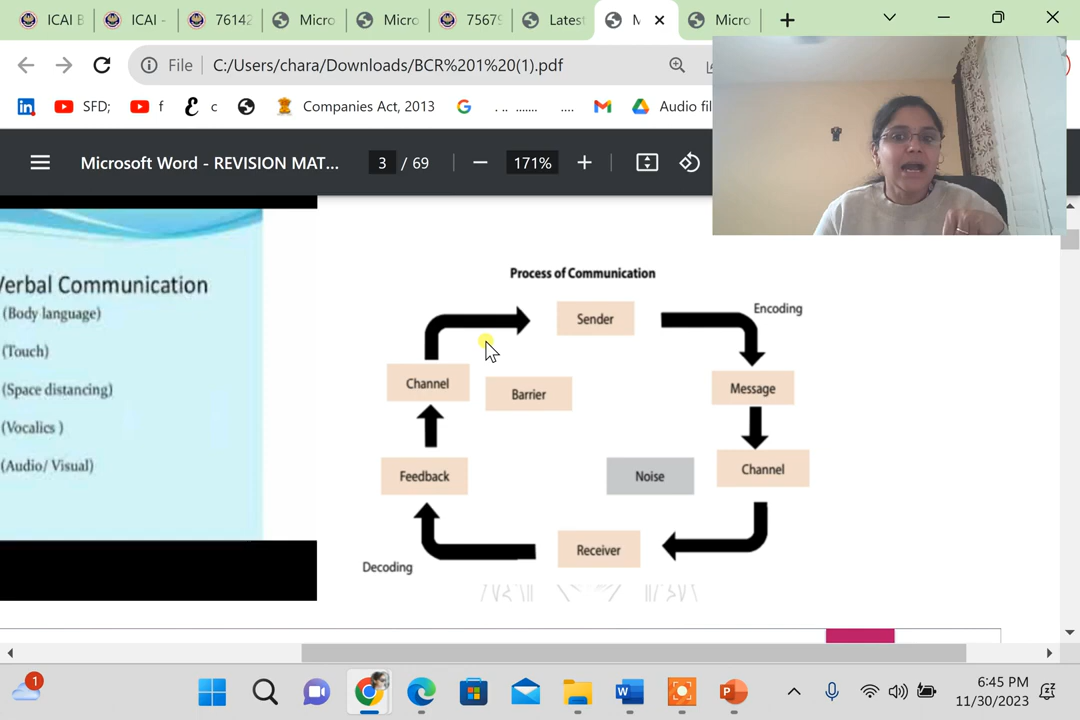 ICAI B
ICAI -
76142
Micro
Micro
75679
Latest
Micro
File
C:/Users/chara/Downloads/BCR%201%20(1).pdf
SFD;
f
c
Companies Act, 2013
. .. ....... ....
Audio fil
Microsoft Word - REVISION MAT...
3 / 69
171%
Verbal Communication
(Body language)
(Touch)
(Space distancing)
(Vocalics )
(Audio/ Visual)
Process of Communication
Sender
Encoding
Channel
Barrier
Message
Feedback
Noise
Channel
Receiver
Decoding
1
6:45 PM
11/30/2023